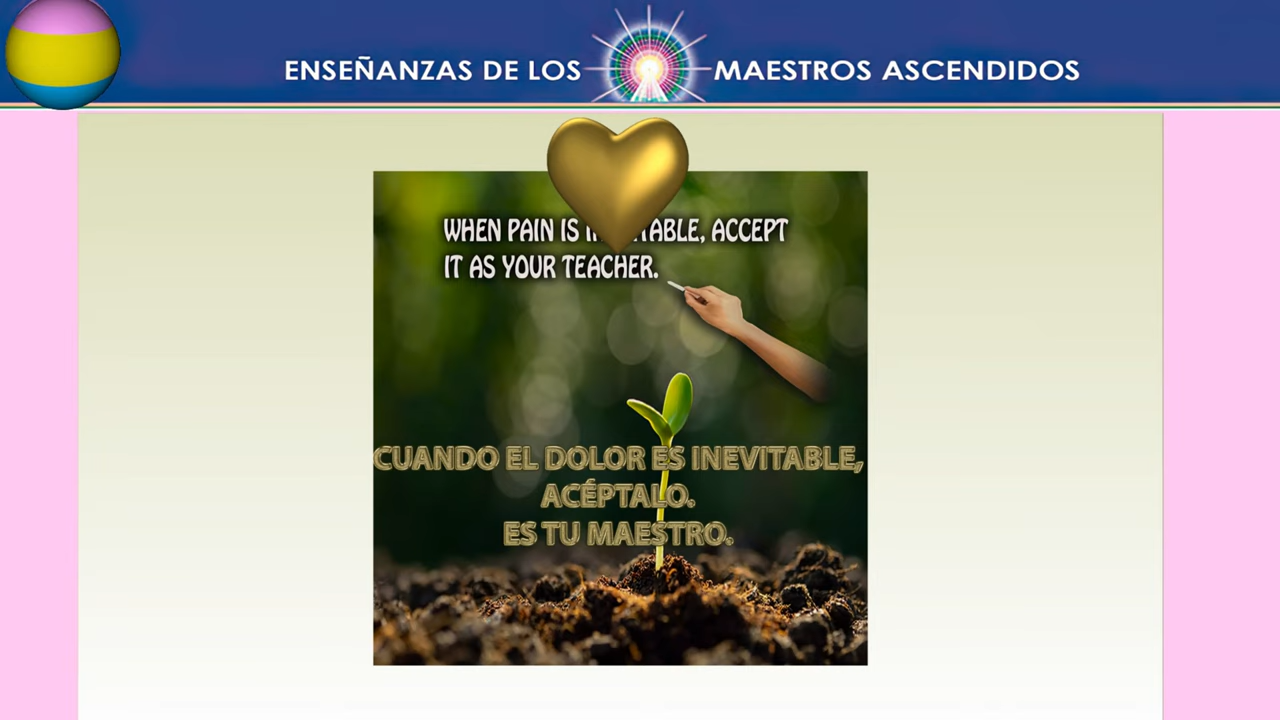 ENSEÑANZAS DE LOS MAESTROS ASCENDIDOS
WHEN PAIN IS ACCEPT
IT AS YOUR TEACHER.
CUANDO EL DOLOR ES INEVITABLE,
ACÉPTALO.
ES TU MAESTRO.